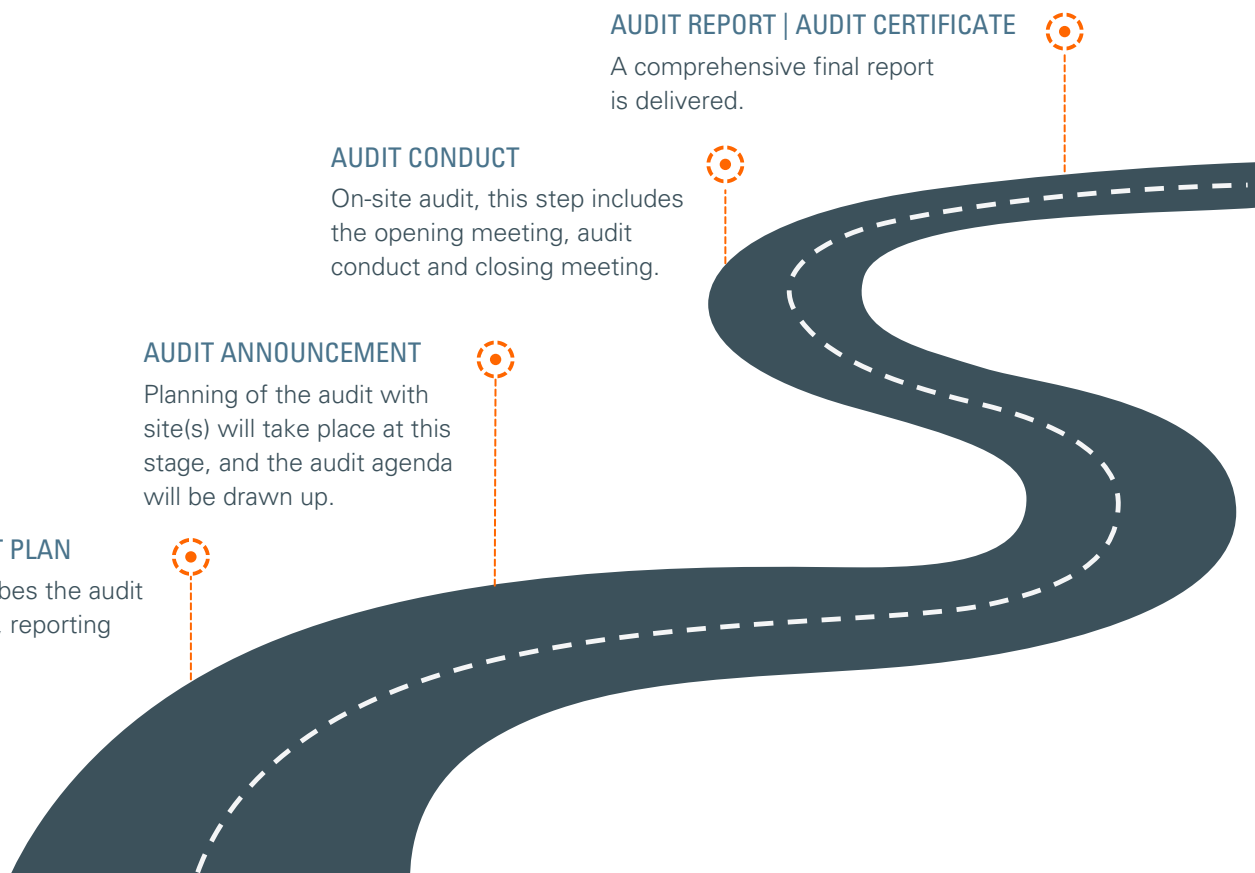 AUDIT REPORT | AUDIT CERTIFICATE
A comprehensive final report
is delivered.
AUDIT CONDUCT
On-site audit, this step includes
the opening meeting, audit
conduct and closing meeting.
AUDIT ANNOUNCEMENT
Planning of the audit with
site(s) will take place at this
stage, and the audit agenda
will be drawn up.
PLAN
the audit
reporting